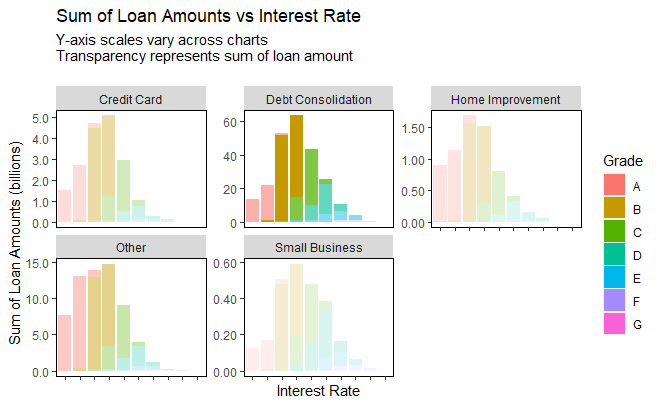 Sum of Loan Amounts vs Interest Rate
Y-axis scales vary across charts
Transparency represents sum of loan amount
Credit Card
Debt Consolidation
Home Improvement
5.0
4.0
3.0
2.0
1.0
0.0
60
40
20
0
1.50
1.00
0.50
0.00
Other
Small Business
15.0
10.0
5.0
0.0
0.60
0.40
0.20
0.00
Sum of Loan Amounts (billions)
Interest Rate
Grade
A
B
C
D
E
F
G